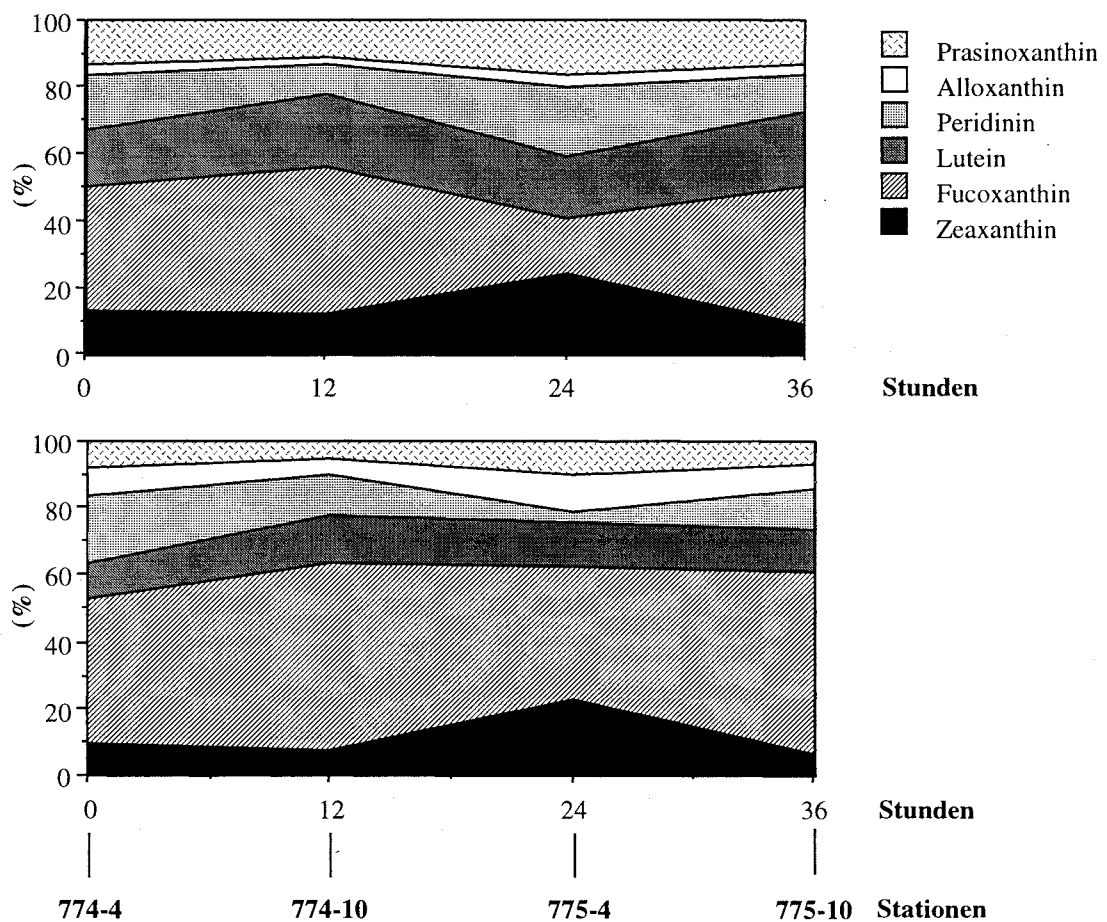 100
80
60
40
20
0
(%)
0 12 24 36 Stunden
Prasinoxanthin
Alloxanthin
Peridinin
Lutein
Fucoxanthin
Zeaxanthin
100
80
60
40
20
0
(%)
0 12 24 36 Stunden
774-4 774-10 775-4 775-10 Stationen